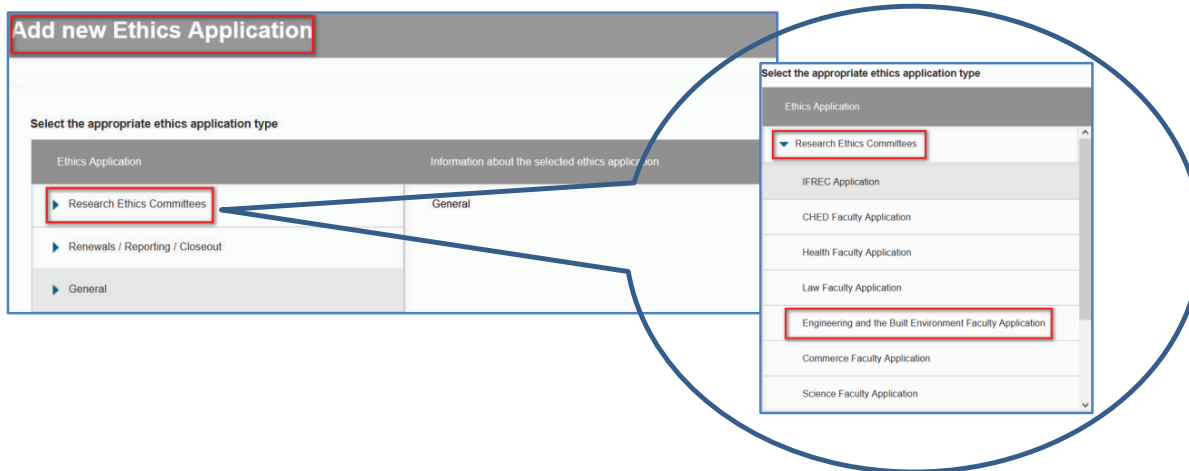 Add new Ethics Application
Select the appropriate ethics application type
Ethics Application
Information about the selected ethics application
Research Ethics Committees
General
Renewals / Reporting / Closeout
General
Select the appropriate ethics application type
Ethics Application
Research Ethics Committees
IFREC Application
CHED Faculty Application
Health Faculty Application
Law Faculty Application
Engineering and the Built Environment Faculty Application
Commerce Faculty Application
Science Faculty Application